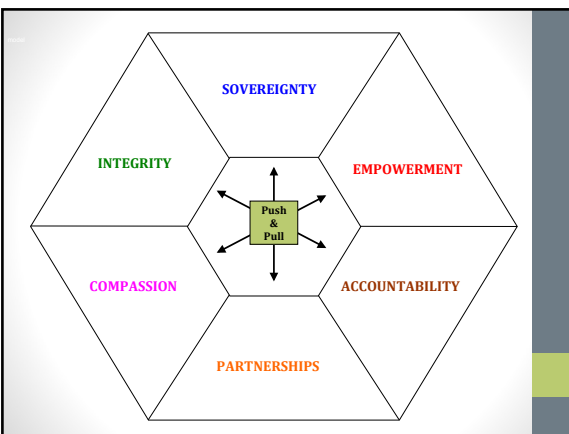 SOVEREIGNTY
INTEGRITY
EMPOWERMENT
Push
&
Pull
COMPASSION
ACCOUNTABILITY
PARTNERSHIPS